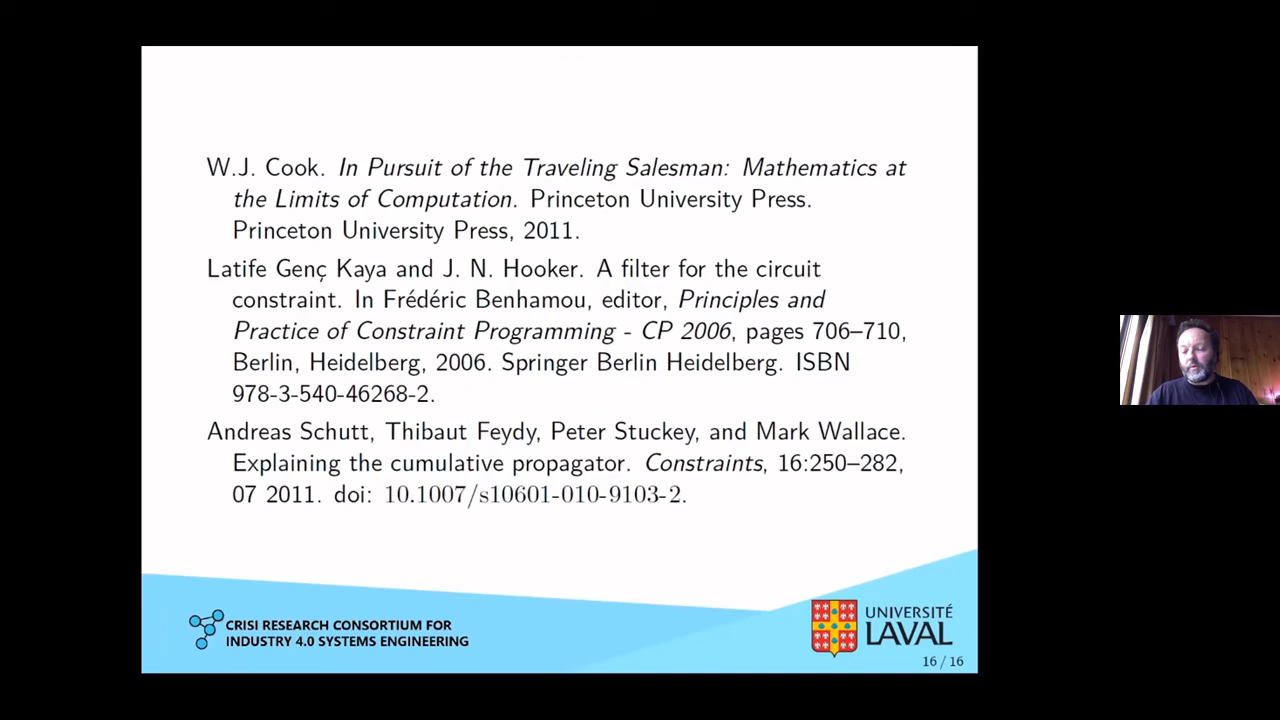 W.J. Cook. In Pursuit of the Traveling Salesman: Mathematics at
the Limits of Computation. Princeton University Press.
Princeton University Press, 2011.
Latife Genç Kaya and J. N. Hooker. A filter for the circuit
constraint. In Frédéric Benhamou, editor, Principles and
Practice of Constraint Programming - CP 2006, pages 706–710,
Berlin, Heidelberg, 2006. Springer Berlin Heidelberg. ISBN
978-3-540-46268-2.
Andreas Schutt, Thibaut Feydy, Peter Stuckey, and Mark Wallace.
Explaining the cumulative propagator. Constraints, 16:250–282,
07 2011. doi: 10.1007/s10601-010-9103-2.
CRISI RESEARCH CONSORTIUM FOR
INDUSTRY 4.0 SYSTEMS ENGINEERING
UNIVERSITÉ
LAVAL
16 / 16